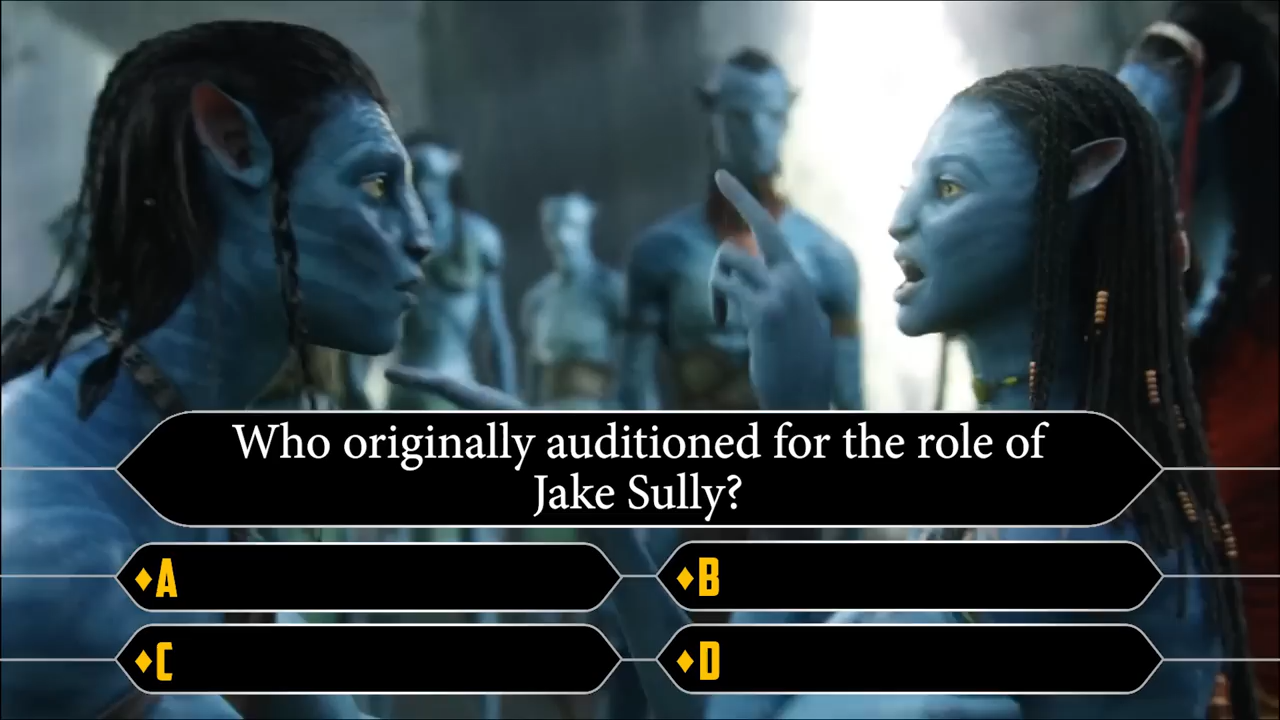 Who originally auditioned for the role of
Jake Sully?
♦A
♦B
♦C
♦D